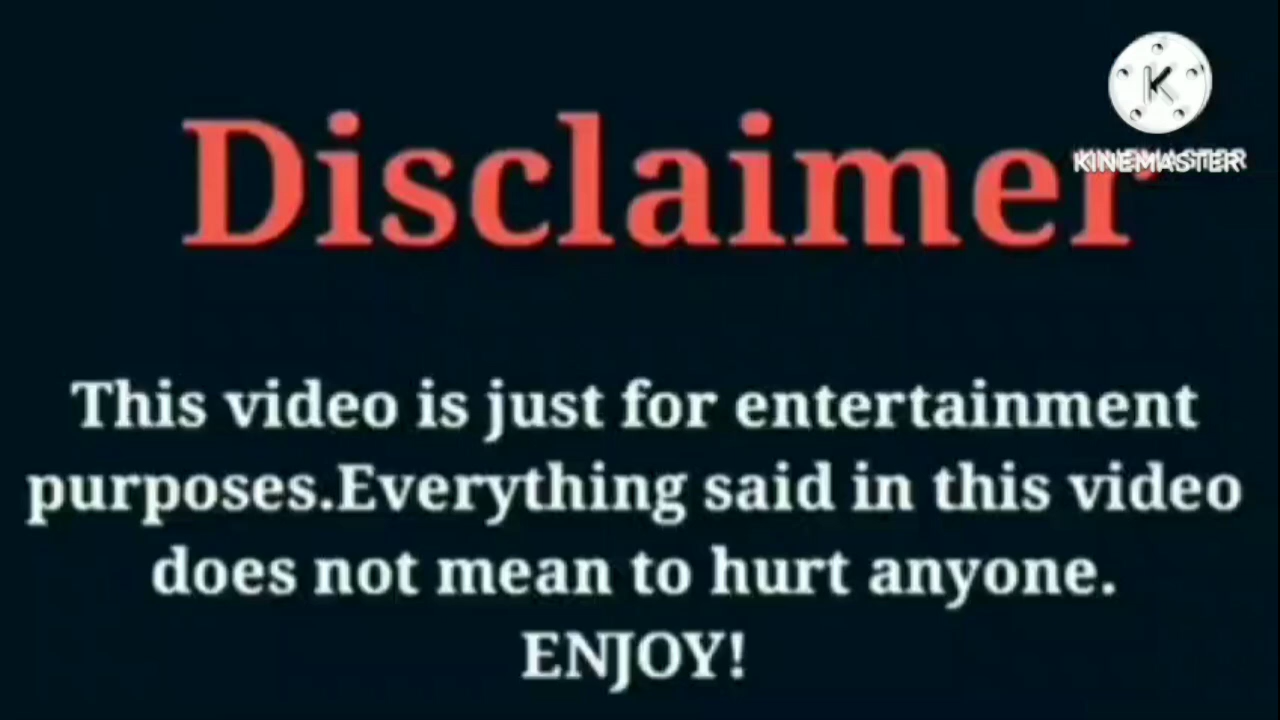 K
KINEMASTER
Disclaimer
This video is just for entertainment
purposes.Everything said in this video
does not mean to hurt anyone.
ENJOY!